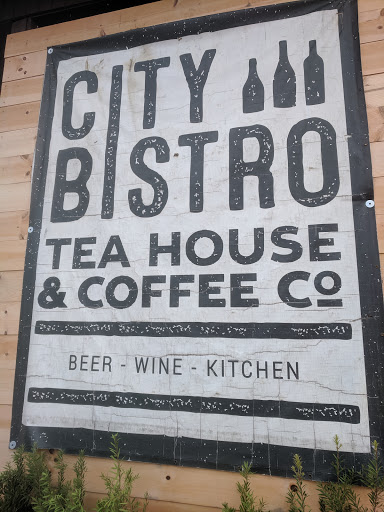 CITY
BISTRO
TEA HOUSE
& COFFEE Co
BEER - WINE - KITCHEN